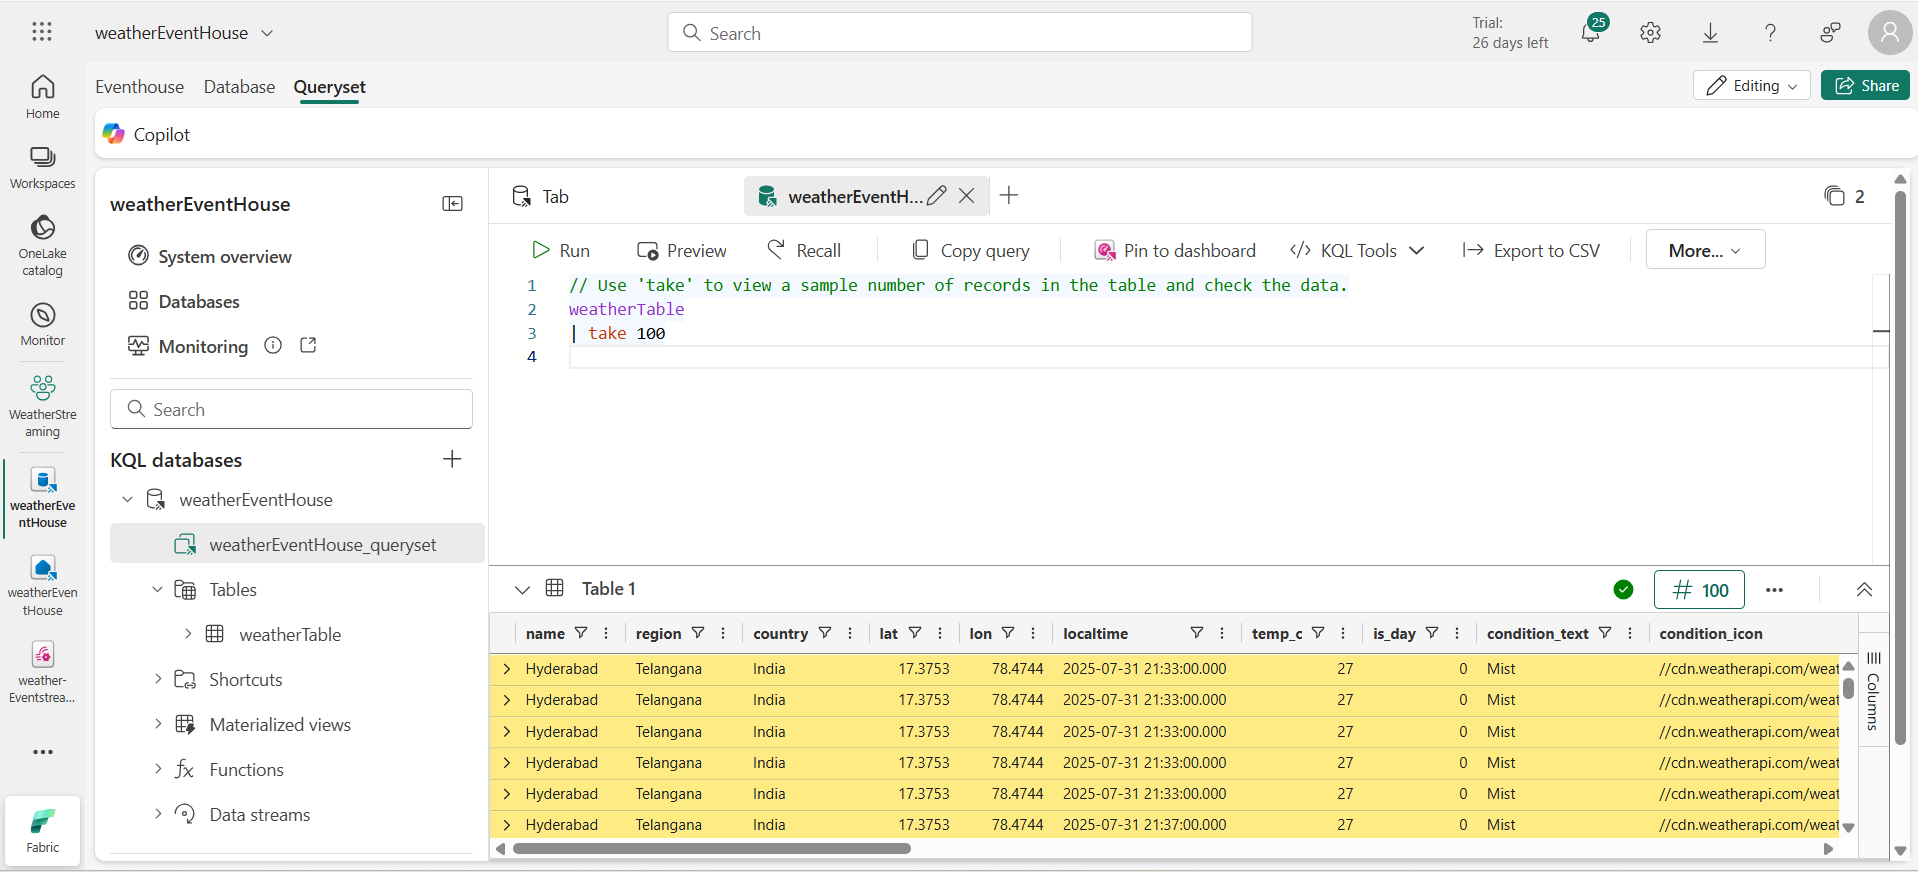 weatherEventHouse
Search
Trial:
26 days left
25
Eventhouse
Database
Queryset
Editing
Share
Copilot
Home
Workspaces
OneLake
catalog
Monitor
WeatherStre
aming
weatherEve
ntHouse
weatherEven
tHouse
weather-
Eventstrea...
Fabric
weatherEventHouse
System overview
Databases
Monitoring
Search
KQL databases
weatherEventHouse
weatherEventHouse_queryset
Tables
weatherTable
Shortcuts
Materialized views
Functions
Data streams
Tab
weatherEventH...
2
Run
Preview
Recall
Copy query
Pin to dashboard
KQL Tools
Export to CSV
More...
1 // Use 'take' to view a sample number of records in the table and check the data.
2 weatherTable
3 | take 100
4
Table 1
100
name region country lat lon localtime temp_c is_day condition_text condition_icon
Hyderabad Telangana India 17.3753 78.4744 2025-07-31 21:33:00.000 27 0 Mist //cdn.weatherapi.com/weat
Hyderabad Telangana India 17.3753 78.4744 2025-07-31 21:33:00.000 27 0 Mist //cdn.weatherapi.com/weat
Hyderabad Telangana India 17.3753 78.4744 2025-07-31 21:33:00.000 27 0 Mist //cdn.weatherapi.com/weat
Hyderabad Telangana India 17.3753 78.4744 2025-07-31 21:33:00.000 27 0 Mist //cdn.weatherapi.com/weat
Hyderabad Telangana India 17.3753 78.4744 2025-07-31 21:33:00.000 27 0 Mist //cdn.weatherapi.com/weat
Hyderabad Telangana India 17.3753 78.4744 2025-07-31 21:37:00.000 27 0 Mist //cdn.weatherapi.com/weat
Columns